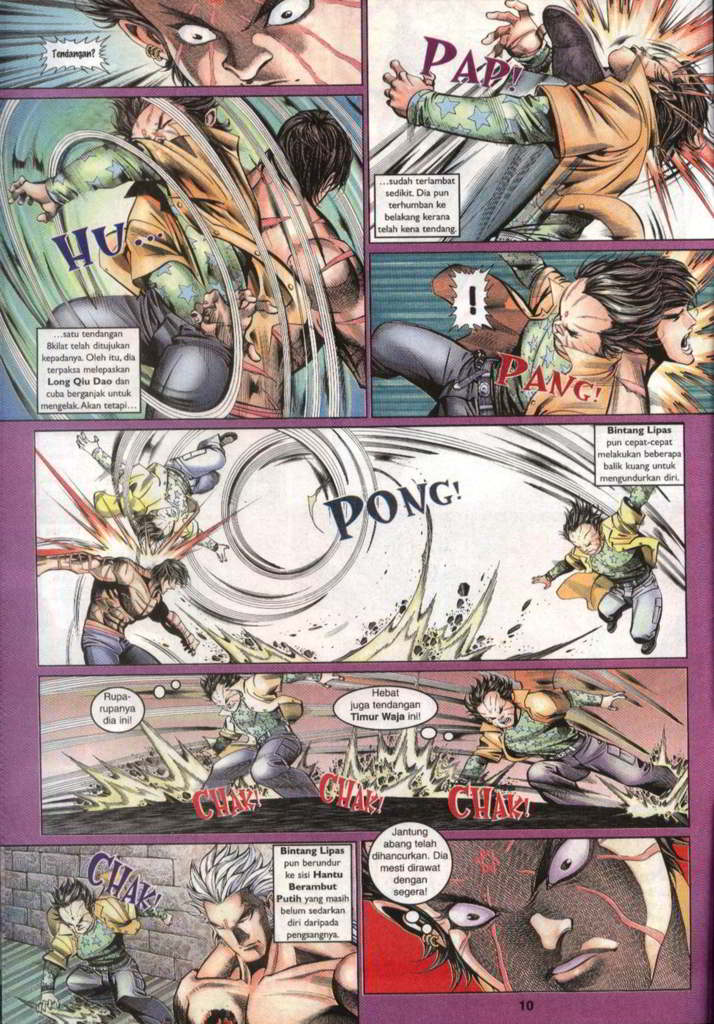 Tendangan?
PAP!
…sudah terlambat
sedikit. Dia pun
terhumban ke
belakang kerana
telah kena tendang.
HU...
…satu tendangan
8kilat telah ditujukan
kepadanya. Oleh itu, dia
terpaksa melepaskan
Long Qiu Dao dan
cuba berganjak untuk
mengelak. Akan tetapi…
!
PANG!
Bintang Lipas
pun cepat-cepat
melakukan beberapa
balik kuang untuk
mengundurkan diri.
PONG!
Rupa-
rupanya
dia ini!
Hebat
juga tendangan
Timur Waja ini!
CHAK!
CHAK!
CHAK!
CHAK!
Bintang Lipas
pun berundur
ke sisi Hantu
Berambut
Putih yang masih
belum sedarkan
diri daripada
pengsangnya.
Jantung
abang telah
dihancurkan. Dia
mesti dirawat
dengan
segera!
10